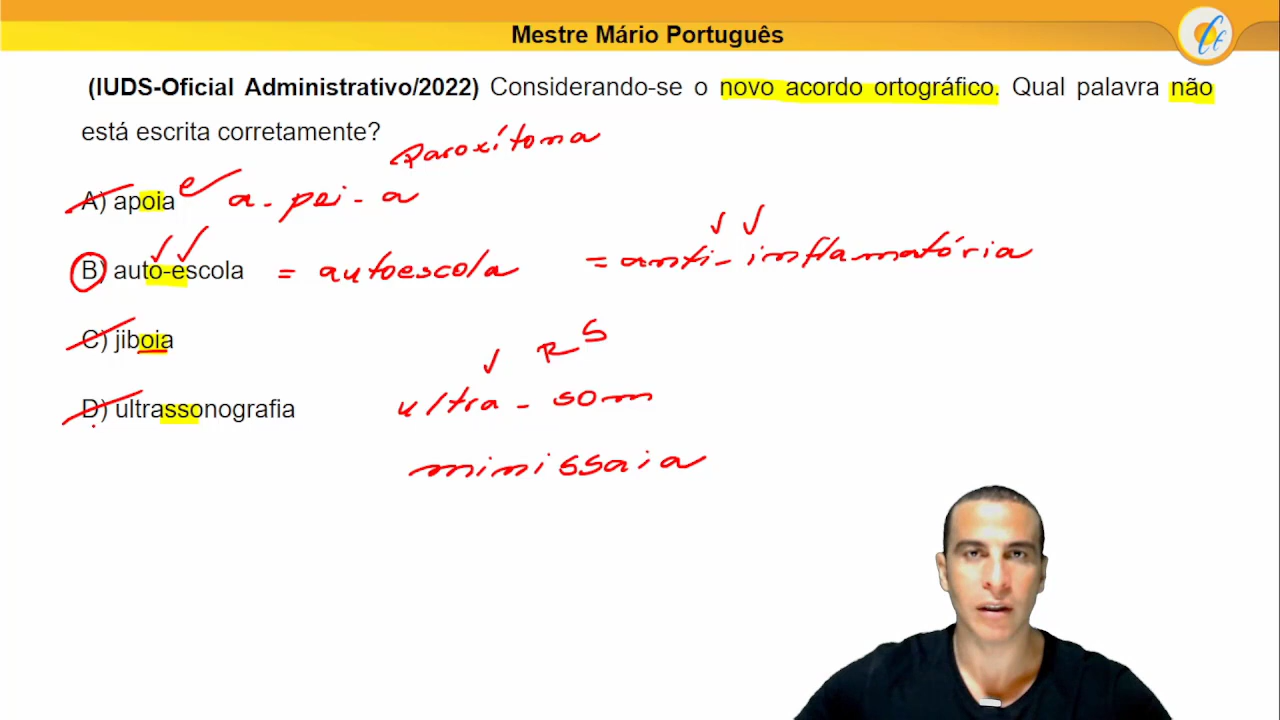 Mestre Mário Português
(IUDS-Oficial Administrativo/2022) Considerando-se o novo acordo ortográfico. Qual palavra não
está escrita corretamente?
paroxítona
A) apoia a - poi - a
B) auto-escola = autoescola = anti-inflamatória
C) jiboia
R S
D) ultrassonografia ultra - som
minissaia